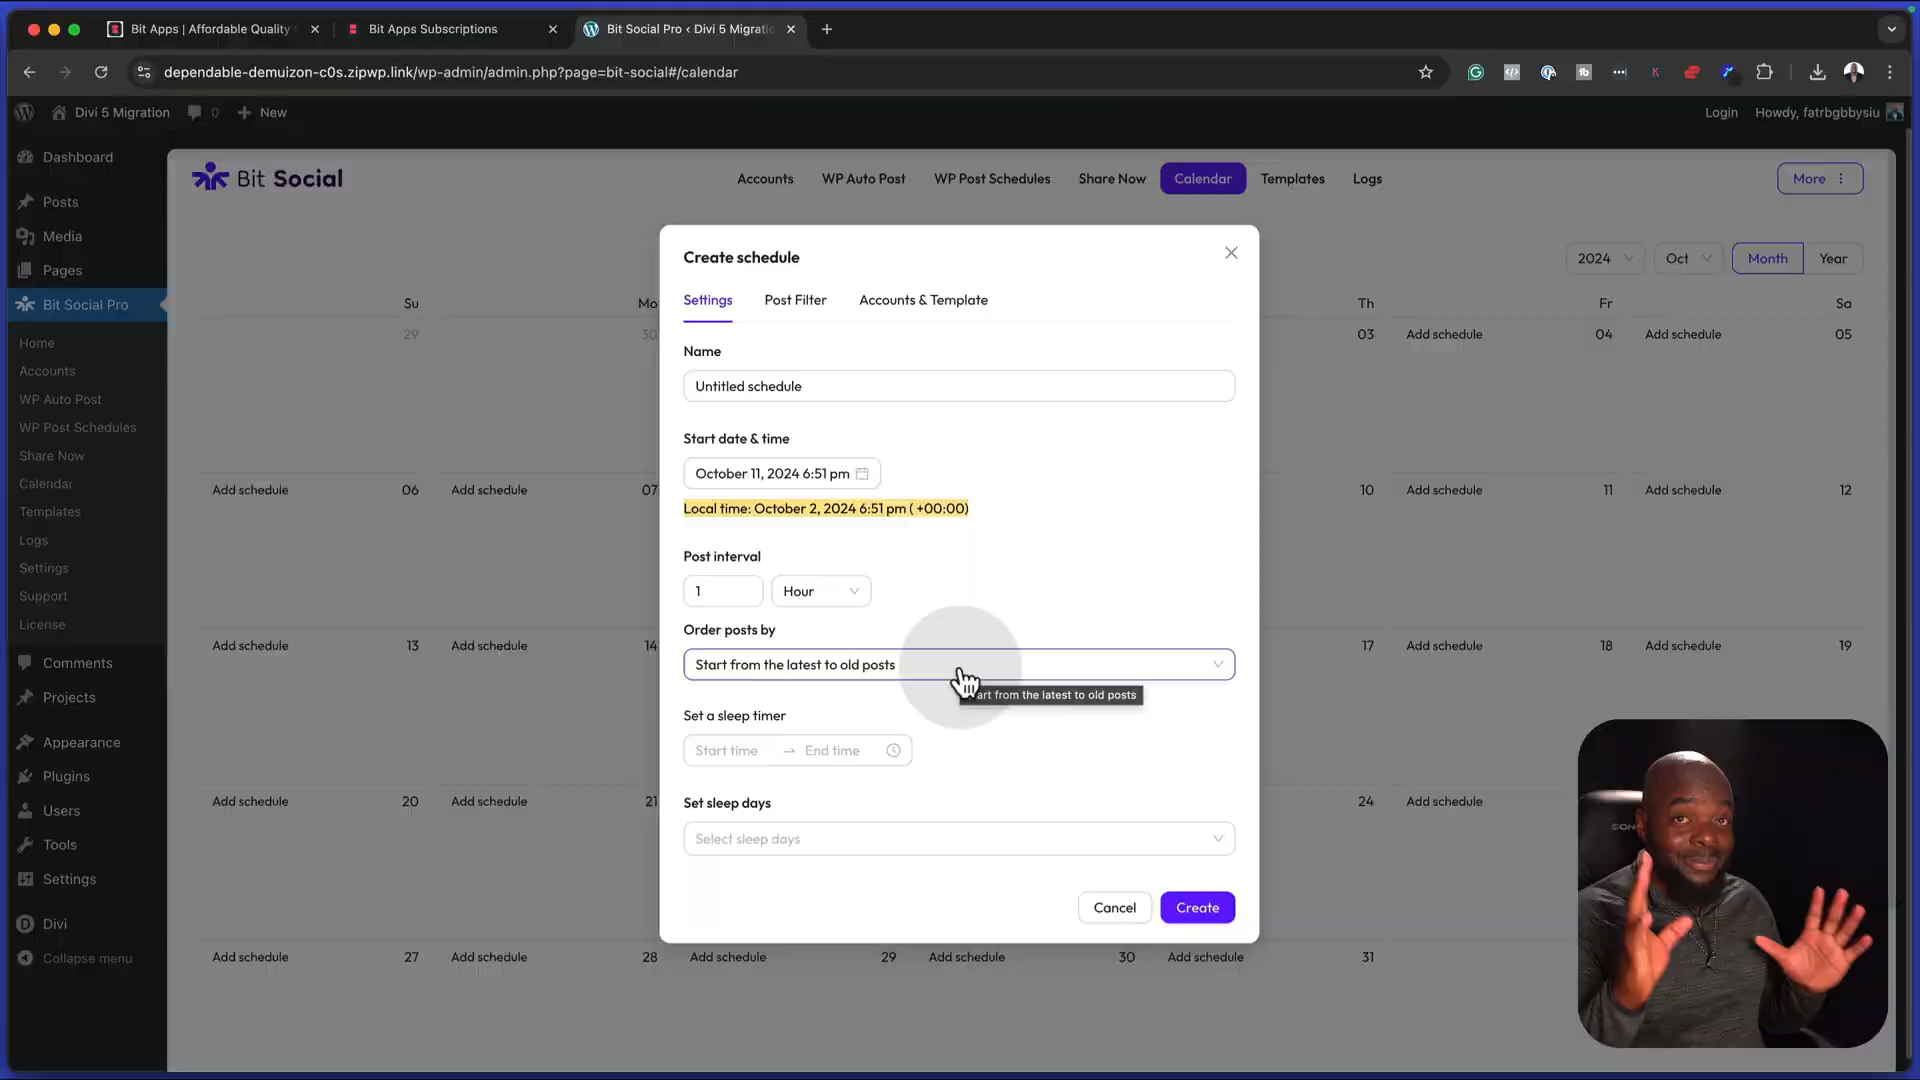 Bit Apps | Affordable Quality
Bit Apps Subscriptions
Bit Social Pro ‹ Divi 5 Migratio
dependable-demuizon-c0s.zipwp.link/wp-admin/admin.php?page=bit-social#/calendar
Divi 5 Migration
0
New
Login
Howdy, fatrbgbbysiu
Dashboard
Posts
Media
Pages
Bit Social Pro
Home
Accounts
WP Auto Post
WP Post Schedules
Share Now
Calendar
Templates
Logs
Settings
Support
License
Comments
Projects
Appearance
Plugins
Users
Tools
Settings
Divi
Collapse menu
Bit Social
Accounts
WP Auto Post
WP Post Schedules
Share Now
Calendar
Templates
Logs
More
2024
Oct
Month
Year
Su
Mo
Th
Fr
Sa
29
30
03
Add schedule
04
Add schedule
05
Add schedule
06
Add schedule
07
10
Add schedule
11
Add schedule
12
Add schedule
13
Add schedule
14
17
Add schedule
18
Add schedule
19
Add schedule
20
Add schedule
21
24
Add schedule
Add schedule
27
Add schedule
28
Add schedule
29
Add schedule
30
Add schedule
31
Create schedule
Settings
Post Filter
Accounts & Template
Name
Untitled schedule
Start date & time
October 11, 2024 6:51 pm
Local time: October 2, 2024 6:51 pm ( +00:00)
Post interval
1
Hour
Order posts by
Start from the latest to old posts
art from the latest to old posts
Set a sleep timer
Start time → End time
Set sleep days
Select sleep days
Cancel
Create